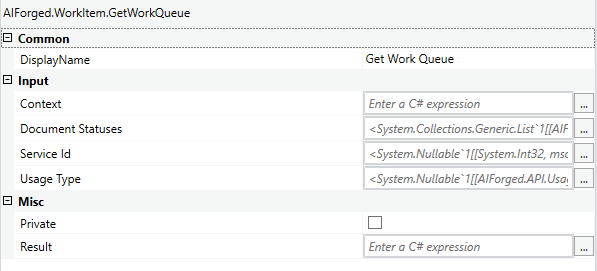 AIForged.WorkItem.GetWorkQueue
Common
DisplayName Get Work Queue
Input
Context Enter a C# expression ...
Document Statuses <System.Collections.Generic.List`1[[AIF ...
Service Id <System.Nullable`1[[System.Int32, msc ...
Usage Type <System.Nullable`1[[AIForged.API.Usag ...
Misc
Private
Result Enter a C# expression ...